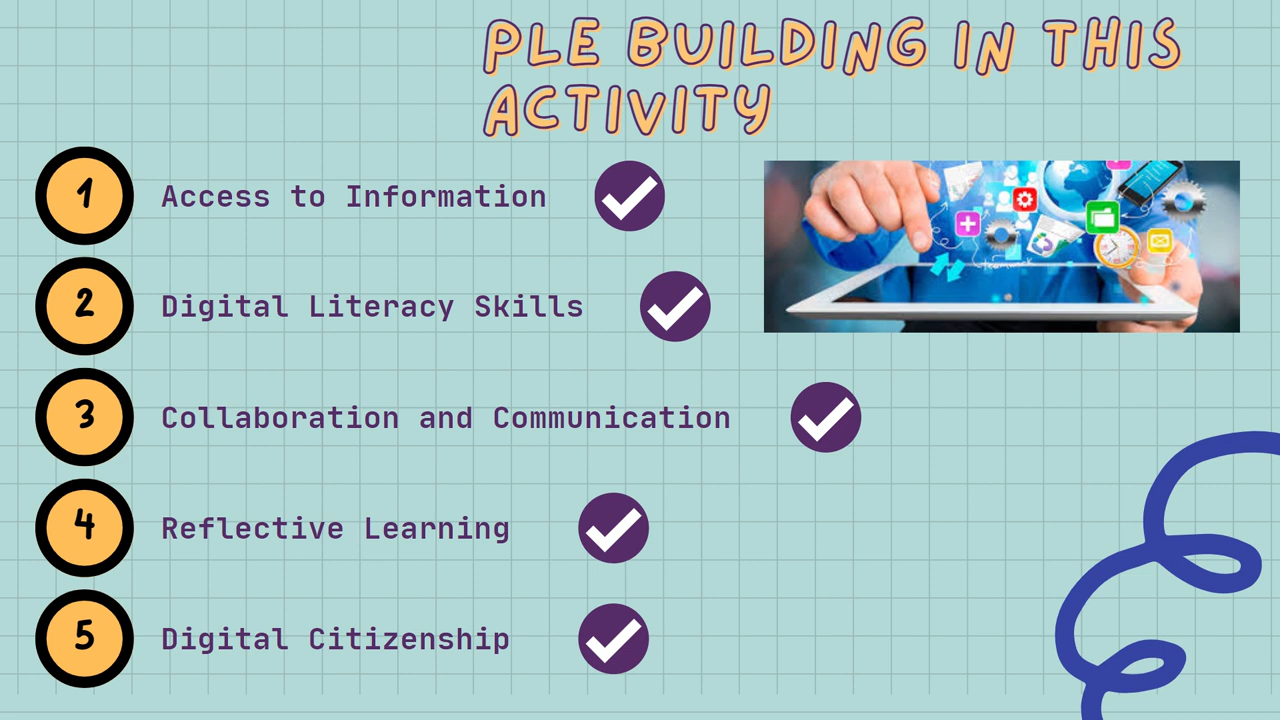 PLE BUILDING IN THIS
ACTIVITY
1 Access to Information
2 Digital Literacy Skills
3 Collaboration and Communication
4 Reflective Learning
5 Digital Citizenship
teamwork